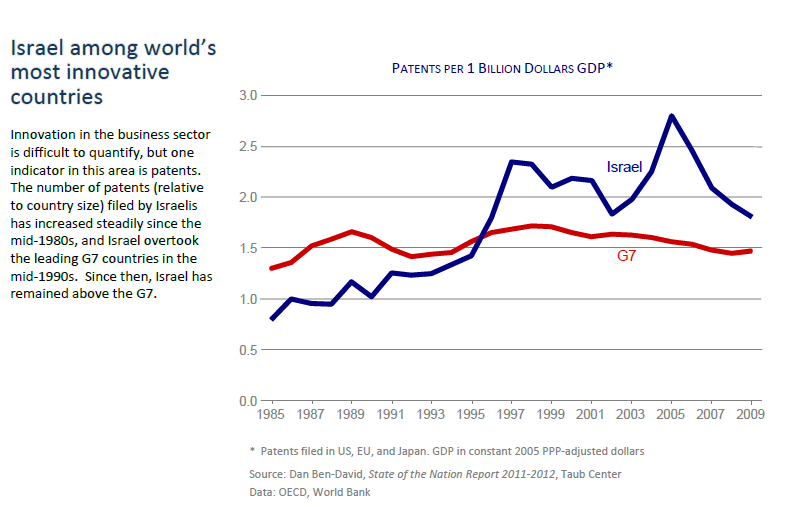 Israel among world's
most innovative
countries
Innovation in the business sector
is difficult to quantify, but one
indicator in this area is patents.
The number of patents (relative
to country size) filed by Israelis
has increased steadily since the
mid-1980s, and Israel overtook
the leading G7 countries in the
mid-1990s.  Since then, Israel has
remained above the G7.
PATENTS PER 1 BILLION DOLLARS GDP*
3.0
2.5
2.0
1.5
1.0
0.5
0.0
Israel
G7
1985 1987 1989 1991 1993 1995 1997 1999 2001 2003 2005 2007 2009
* Patents filed in US, EU, and Japan. GDP in constant 2005 PPP-adjusted dollars
Source: Dan Ben-David, State of the Nation Report 2011-2012, Taub Center
Data: OECD, World Bank